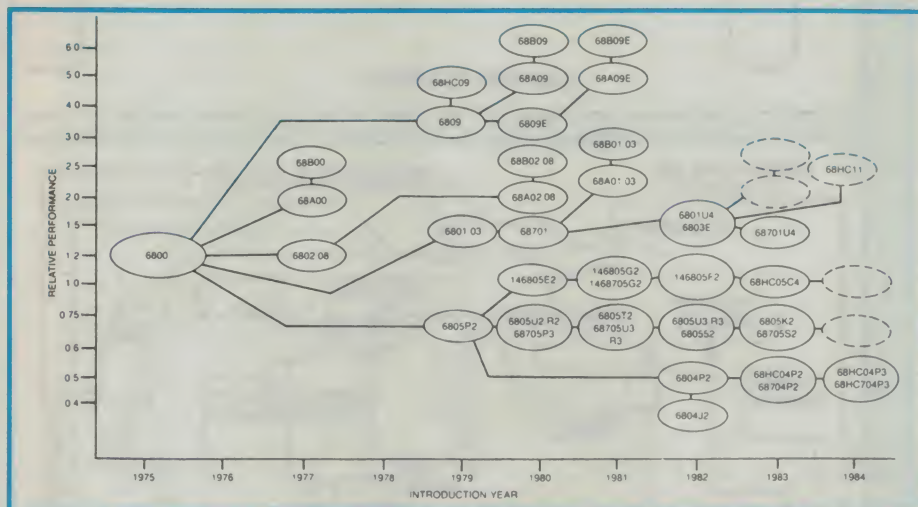 RELATIVE PERFORMANCE
6.0
5.0
4.0
3.0
2.5
2.0
1.5
1.2
1.0
0.75
0.6
0.5
0.4
68B09
68B09E
68HC09
68A09
68A09E
6809
6809E
68B01 03
68B00
68B02 08
68A01 03
68HC11
68A00
68A02 08
6801 03
68701
6801U4
6803E
68701U4
6800
6802 08
146805E2
146805G2
1468705G2
146805F2
68HC05C4
6805P2
6805U2 R2
68705P3
6805T2
68705U3
R3
6805U3 R3
6805S2
6805K2
68705S2
6804P2
68HC04P2
68704P2
68HC04P3
68HC704P3
6804J2
1975
1976
1977
1978
1979
1980
1981
1982
1983
1984
INTRODUCTION YEAR